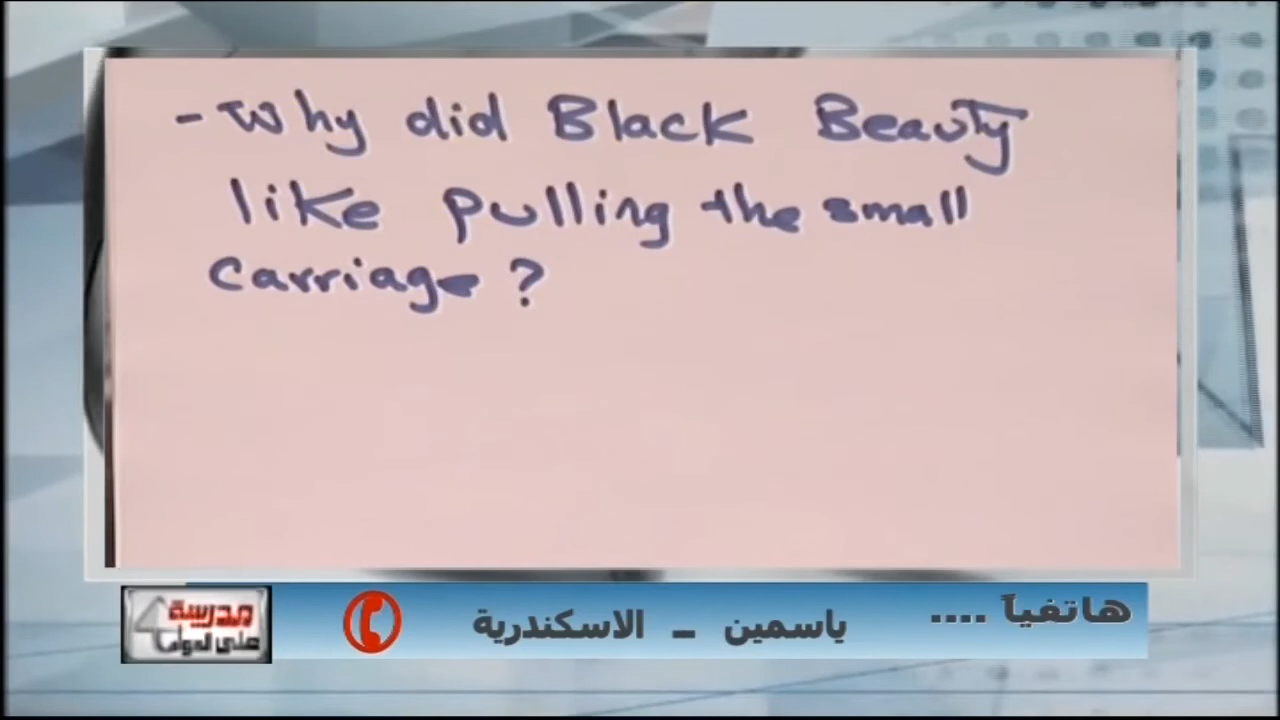 - Why did Black Beauty
like pulling the small
carriage?
هاتفياً ....
ياسمين - الاسكندرية
مدرسة
على الهواء